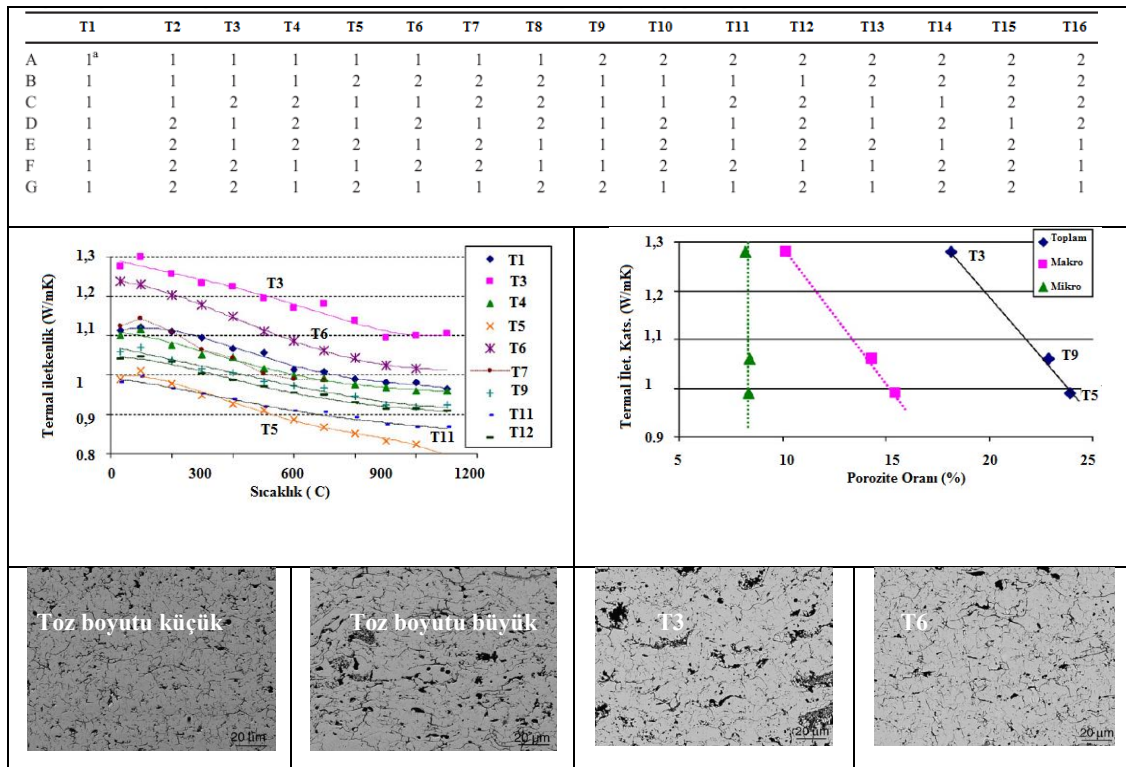 T1 T2 T3 T4 T5 T6 T7 T8 T9 T10 T11 T12 T13 T14 T15 T16
A 1a 1 1 1 1 1 1 1 2 2 2 2 2 2 2 2
B 1 1 1 1 2 2 2 2 1 1 1 1 2 2 2 2
C 1 1 2 2 1 1 2 2 1 1 2 2 1 1 2 2
D 1 2 1 2 1 2 1 2 1 2 1 2 1 2 1 2
E 1 2 1 2 2 1 2 1 1 2 1 2 2 1 2 1
F 1 2 2 1 1 2 2 1 1 2 2 1 1 2 2 1
G 1 2 2 1 2 1 1 2 2 1 1 2 1 2 2 1
Termal iletkenlik (W/mK)
1,3
1,2
1,1
1
0,9
0.8
T3
T6
T5
T11
0 300 600 900 1200
Sıcaklık ( C)
T1
T3
T4
T5
T6
T7
T9
T11
T12
Termal İlet. Kats. (W/mK)
1,3
1,2
1,1
1
0,9
T3
T9
T5
Toplam
Makro
Mikro
5 10 15 20 25
Porozite Oranı (%)
Toz boyutu küçük
20 µm
Toz boyutu büyük
20 µm
T3
20 µm
T6
20 µm